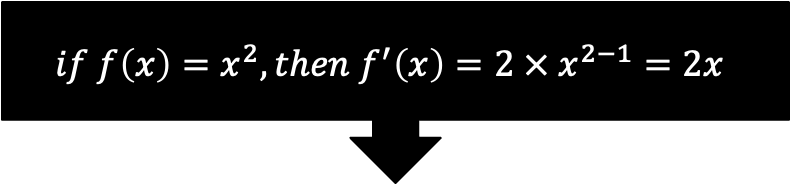 if f(x) = x², then f′(x) = 2 × x²⁻¹ = 2x